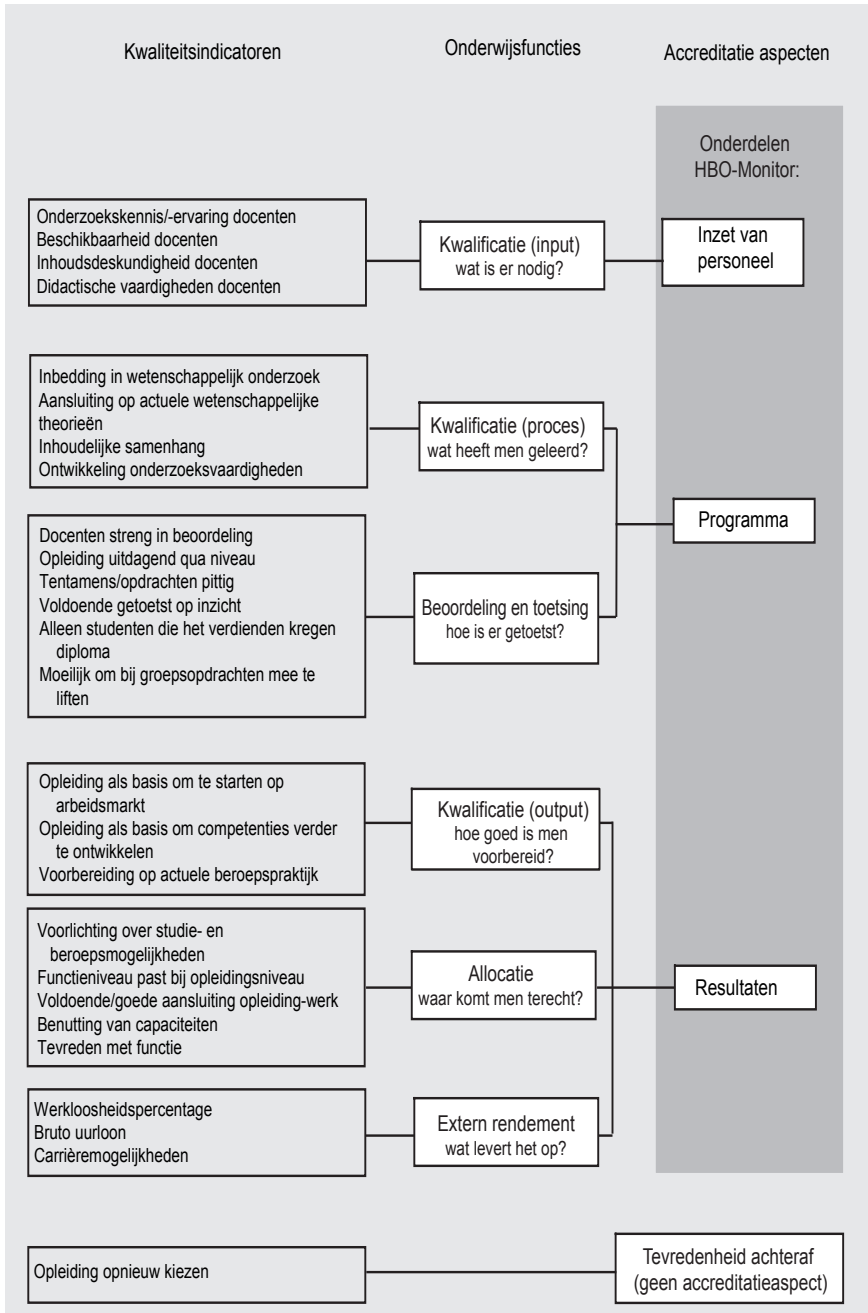 Kwaliteitsindicatoren
Onderwijsfuncties
Accreditatie aspecten
Onderdelen
HBO-Monitor:
Onderzoekskennis/-ervaring docenten
Beschikbaarheid docenten
Inhoudsdeskundigheid docenten
Didactische vaardigheden docenten
Kwalificatie (input)
wat is er nodig?
Inzet van
personeel
Inbedding in wetenschappelijk onderzoek
Aansluiting op actuele wetenschappelijke
theorieën
Inhoudelijke samenhang
Ontwikkeling onderzoeksvaardigheden
Kwalificatie (proces)
wat heeft men geleerd?
Programma
Docenten streng in beoordeling
Opleiding uitdagend qua niveau
Tentamens/opdrachten pittig
Voldoende getoetst op inzicht
Alleen studenten die het verdienden kregen
diploma
Moeilijk om bij groepsopdrachten mee te
liften
Beoordeling en toetsing
hoe is er getoetst?
Opleiding als basis om te starten op
arbeidsmarkt
Opleiding als basis om competenties verder
te ontwikkelen
Voorbereiding op actuele beroepspraktijk
Kwalificatie (output)
hoe goed is men
voorbereid?
Voorlichting over studie- en
beroepsmogelijkheden
Functieniveau past bij opleidingsniveau
Voldoende/goede aansluiting opleiding-werk
Benutting van capaciteiten
Tevreden met functie
Allocatie
waar komt men terecht?
Resultaten
Werkloosheidspercentage
Bruto uurloon
Carrièremogelijkheden
Extern rendement
wat levert het op?
Opleiding opnieuw kiezen
Tevredenheid achteraf
(geen accreditatieaspect)